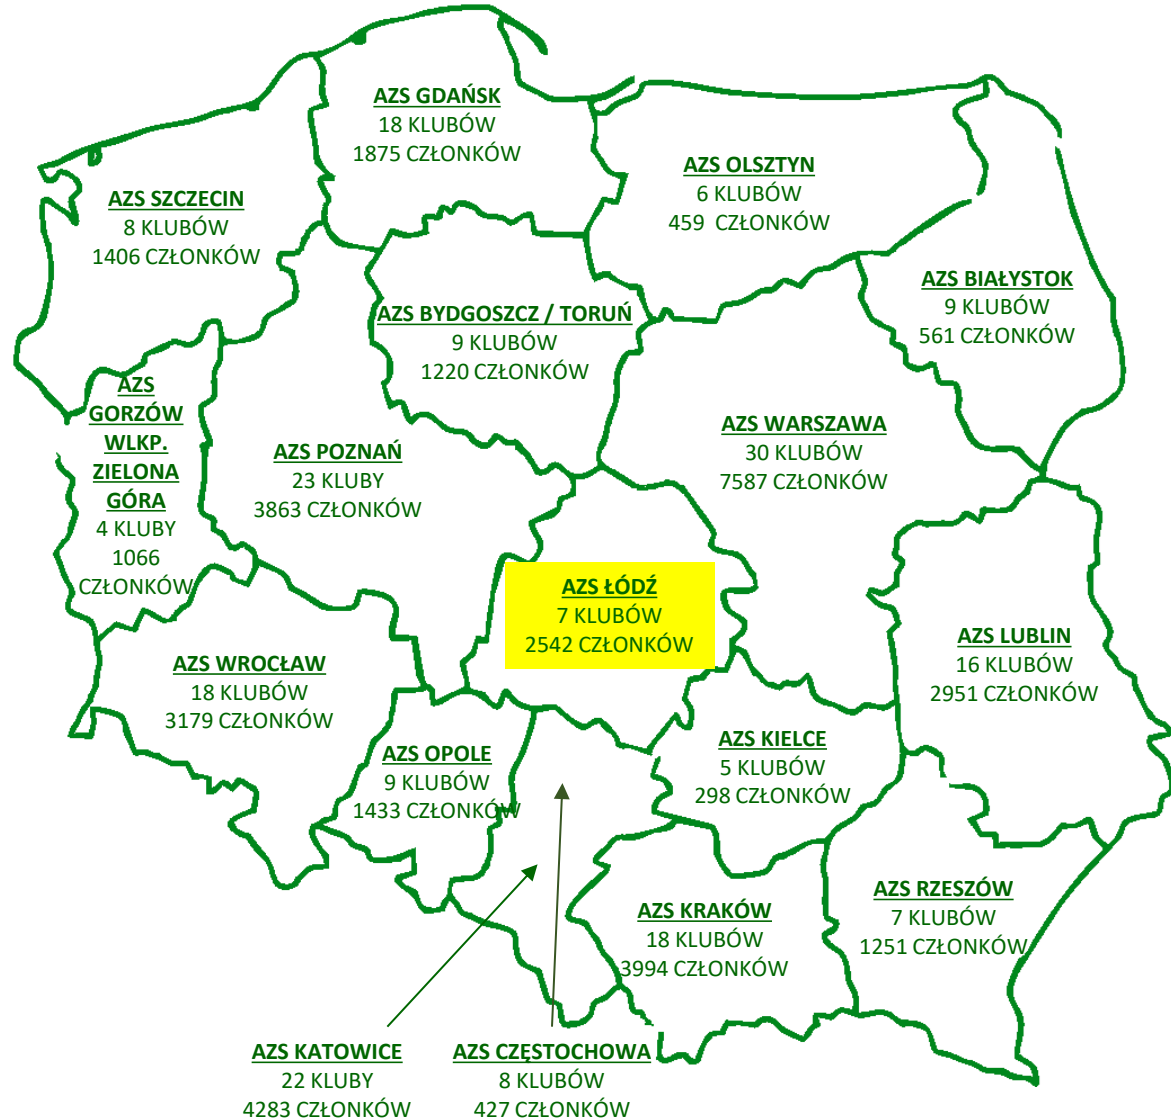 AZS GDAŃSK
18 KLUBÓW
1875 CZŁONKÓW
AZS OLSZTYN
6 KLUBÓW
459 CZŁONKÓW
AZS SZCZECIN
8 KLUBÓW
1406 CZŁONKÓW
AZS BIAŁYSTOK
9 KLUBÓW
561 CZŁONKÓW
AZS BYDGOSZCZ / TORUŃ
9 KLUBÓW
1220 CZŁONKÓW
AZS
GORZÓW
WLKP.
ZIELONA
GÓRA
4 KLUBY
1066
CZŁONKÓW
AZS POZNAŃ
23 KLUBY
3863 CZŁONKÓW
AZS WARSZAWA
30 KLUBÓW
7587 CZŁONKÓW
AZS ŁÓDŹ
7 KLUBÓW
2542 CZŁONKÓW
AZS LUBLIN
16 KLUBÓW
2951 CZŁONKÓW
AZS WROCŁAW
18 KLUBÓW
3179 CZŁONKÓW
AZS OPOLE
9 KLUBÓW
1433 CZŁONKÓW
AZS KIELCE
5 KLUBÓW
298 CZŁONKÓW
AZS KRAKÓW
18 KLUBÓW
3994 CZŁONKÓW
AZS RZESZÓW
7 KLUBÓW
1251 CZŁONKÓW
AZS KATOWICE
22 KLUBY
4283 CZŁONKÓW
AZS CZĘSTOCHOWA
8 KLUBÓW
427 CZŁONKÓW